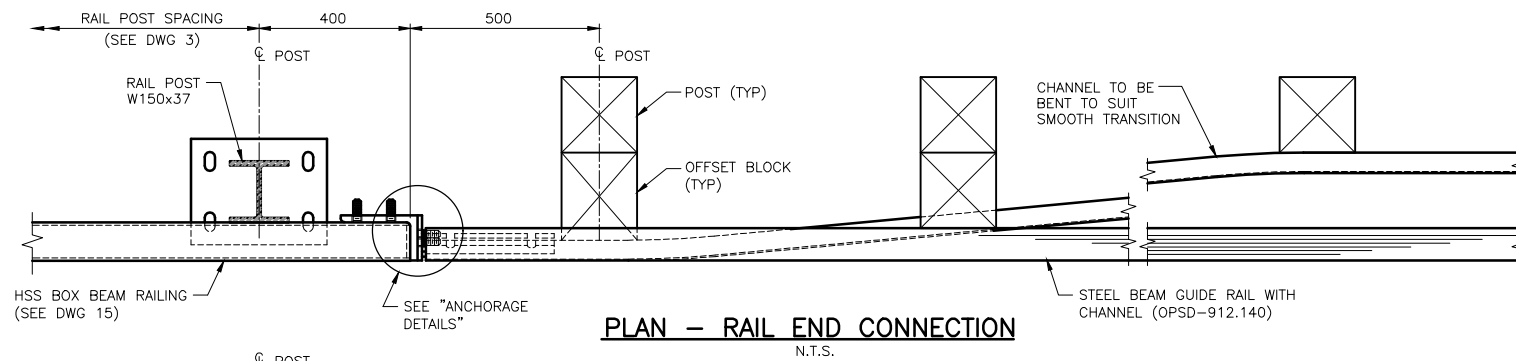 RAIL POST SPACING
(SEE DWG 3)
400
500
℄ POST
℄ POST
RAIL POST
W150x37
POST (TYP)
OFFSET BLOCK
(TYP)
CHANNEL TO BE
BENT TO SUIT
SMOOTH TRANSITION
HSS BOX BEAM RAILING
(SEE DWG 15)
SEE "ANCHORAGE
DETAILS"
STEEL BEAM GUIDE RAIL WITH
CHANNEL (OPSD-912.140)
PLAN - RAIL END CONNECTION
N.T.S.
℄ POST